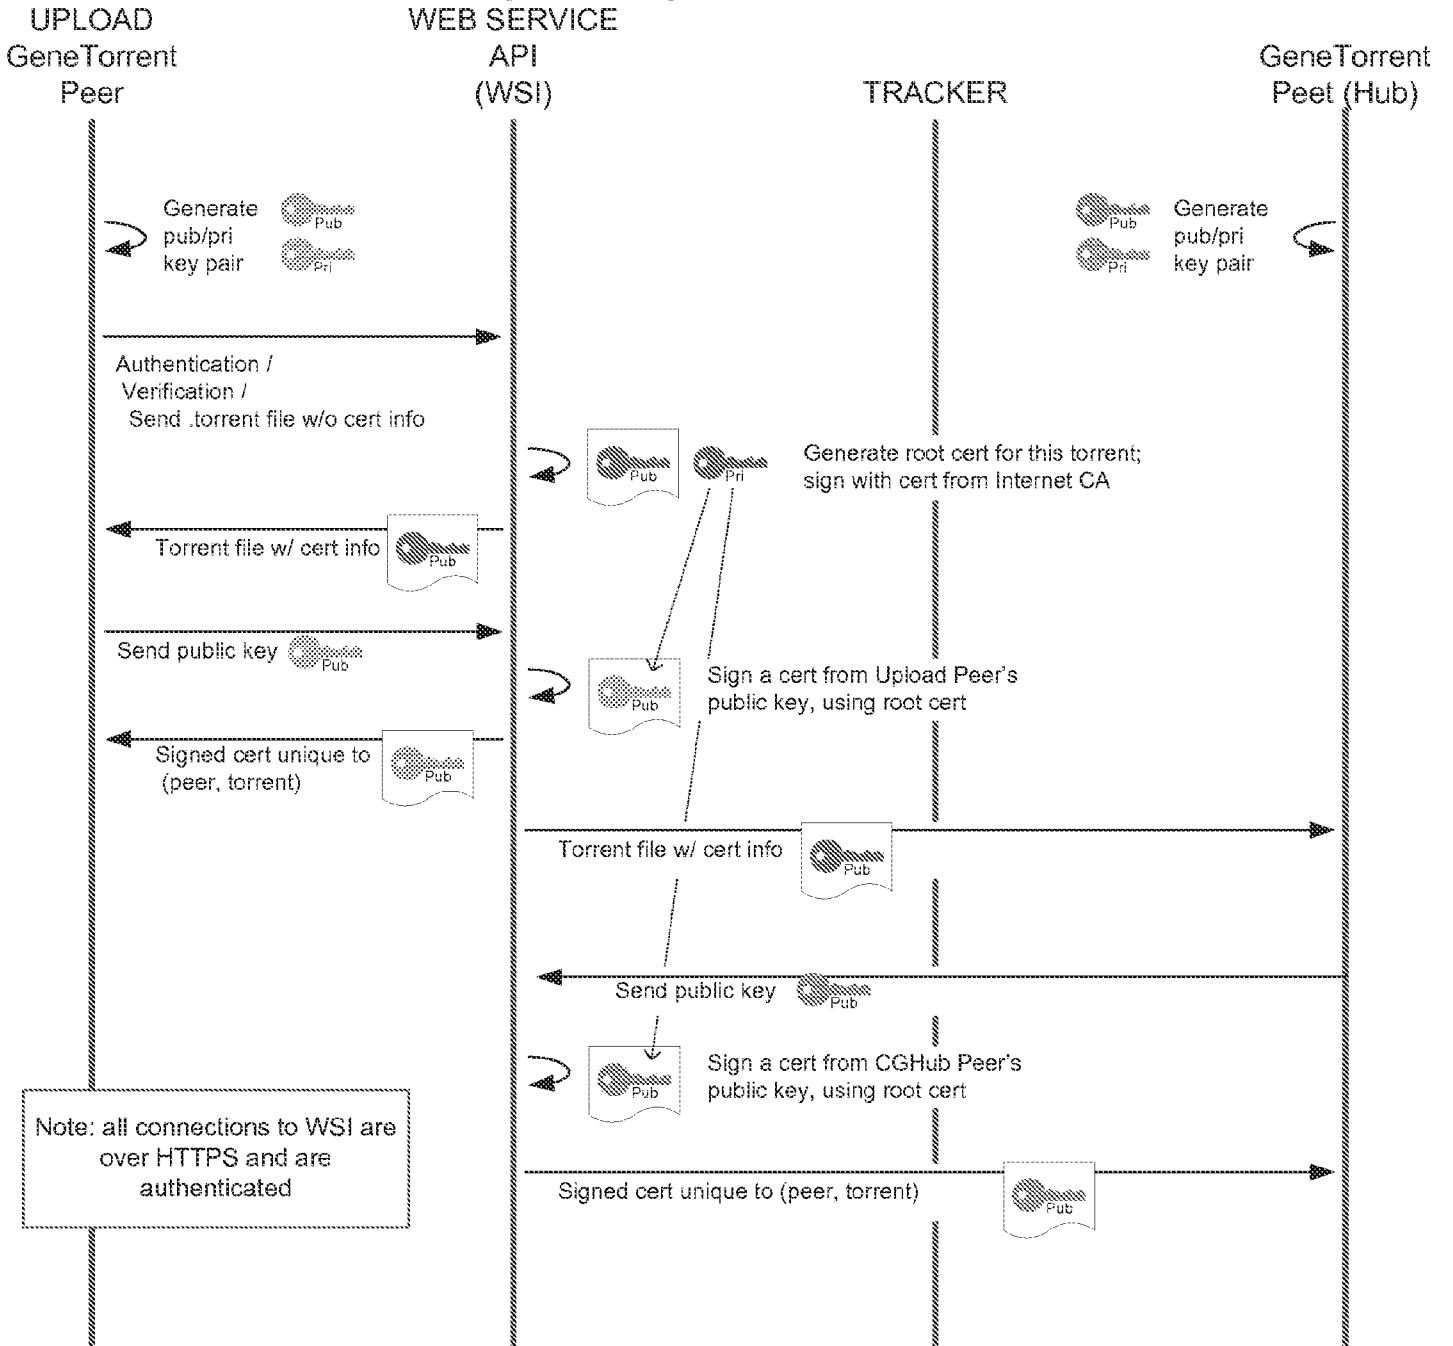 UPLOAD
GeneTorrent
Peer
WEB SERVICE
API
(WSI)
TRACKER
GeneTorrent
Peet (Hub)
Generate
pub/pri
key pair
Pub
Pri
Pub
Pri
Generate
pub/pri
key pair
Authentication /
Verification /
Send .torrent file w/o cert info
Pub
Pri
Generate root cert for this torrent;
sign with cert from Internet CA
Torrent file w/ cert info
Pub
Send public key
Pub
Pub
Sign a cert from Upload Peer's
public key, using root cert
Signed cert unique to
(peer, torrent)
Pub
Torrent file w/ cert info
Pub
Send public key
Pub
Pub
Sign a cert from CGHub Peer's
public key, using root cert
Note: all connections to WSI are
over HTTPS and are
authenticated
Signed cert unique to (peer, torrent)
Pub